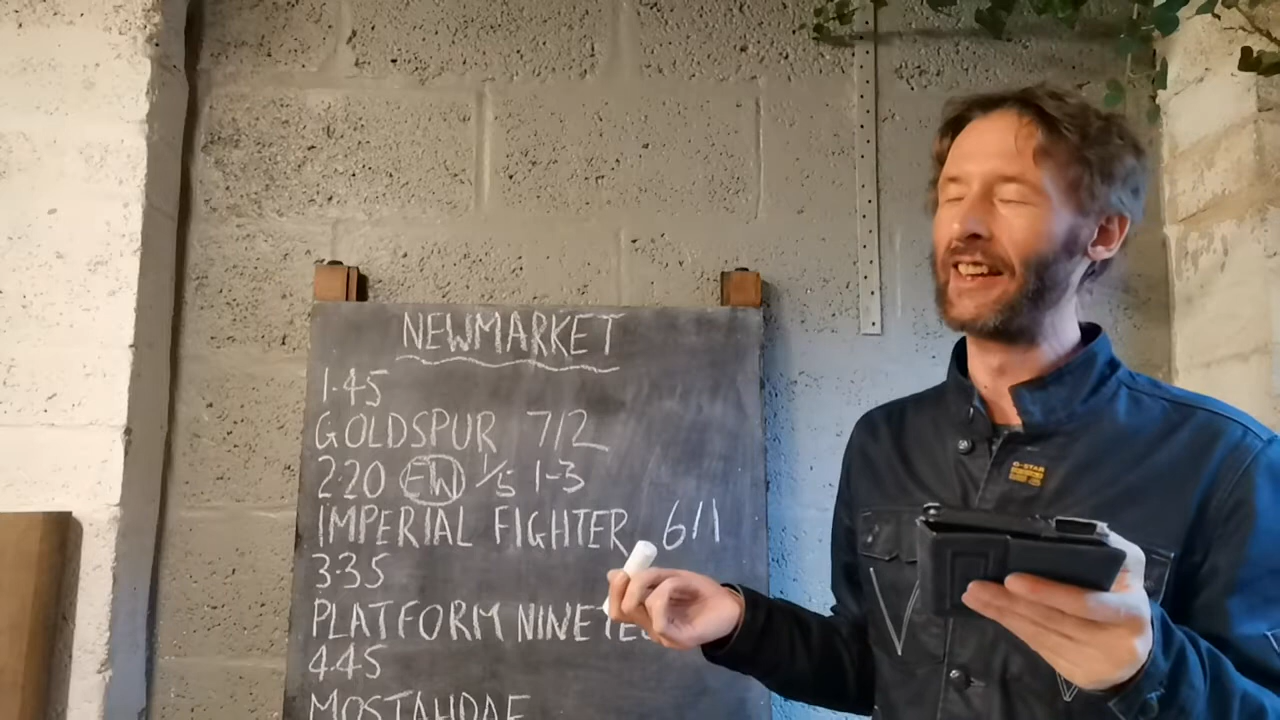 NEWMARKET
1.45
GOLDSPUR 7/2
2.20 EW 1/5 1-3
IMPERIAL FIGHTER 6/1
3.35
PLATFORM
4.45
MOSTAHDAF
G-STAR